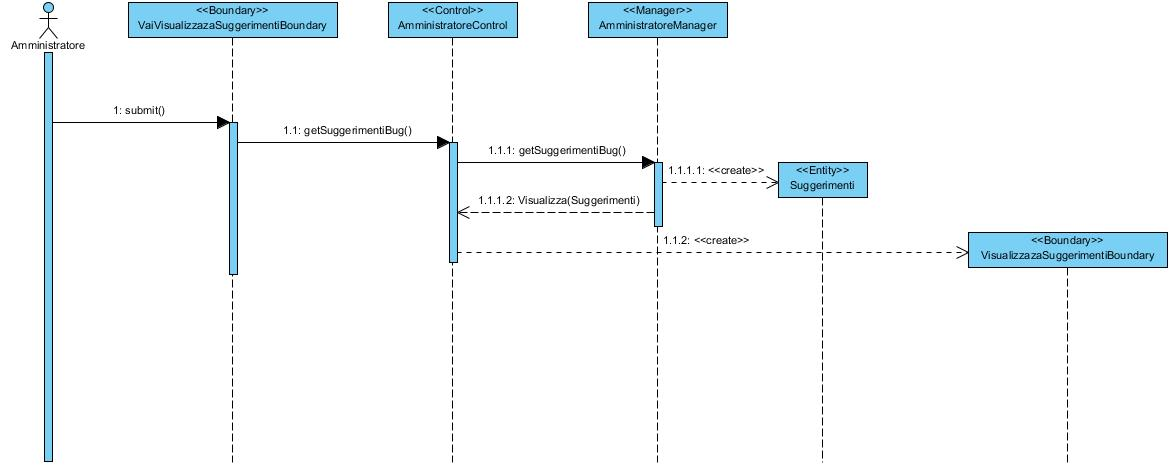 Amministratore
<<Boundary>>
VaiVisualizzazaSuggerimentiBoundary
<<Control>>
AmministratoreControl
<<Manager>>
AmministratoreManager
1: submit()
1.1: getSuggerimentiBug()
1.1.1: getSuggerimentiBug()
1.1.1.1: <<create>>
<<Entity>>
Suggerimenti
1.1.1.2: Visualizza(Suggerimenti)
1.1.2: <<create>>
<<Boundary>>
VisualizzazaSuggerimentiBoundary